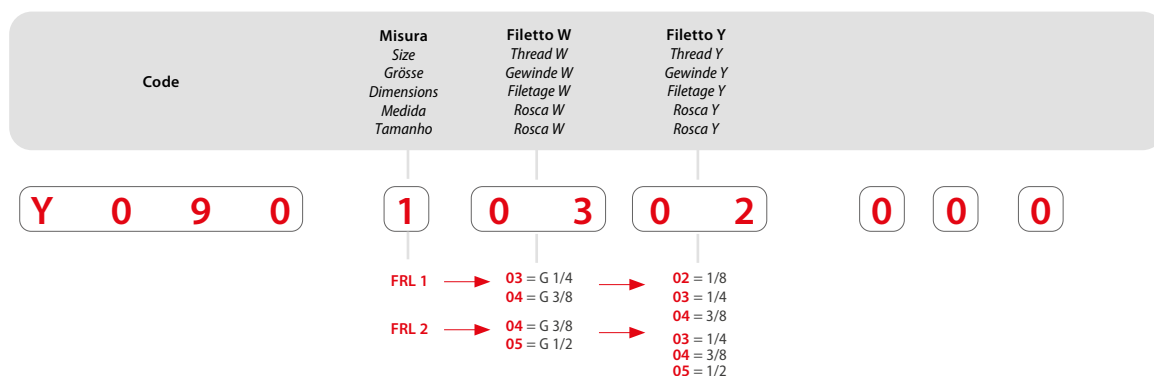 Code
Misura
Size
Grösse
Dimensions
Medida
Tamanho
Filetto W
Thread W
Gewinde W
Filetage W
Rosca W
Rosca W
Filetto Y
Thread Y
Gewinde Y
Filetage Y
Rosca Y
Rosca Y
Y 0 9 0 1 0 3 0 2 0 0 0
FRL 1
03 = G 1/4
04 = G 3/8
02 = 1/8
03 = 1/4
04 = 3/8
FRL 2
04 = G 3/8
05 = G 1/2
03 = 1/4
04 = 3/8
05 = 1/2